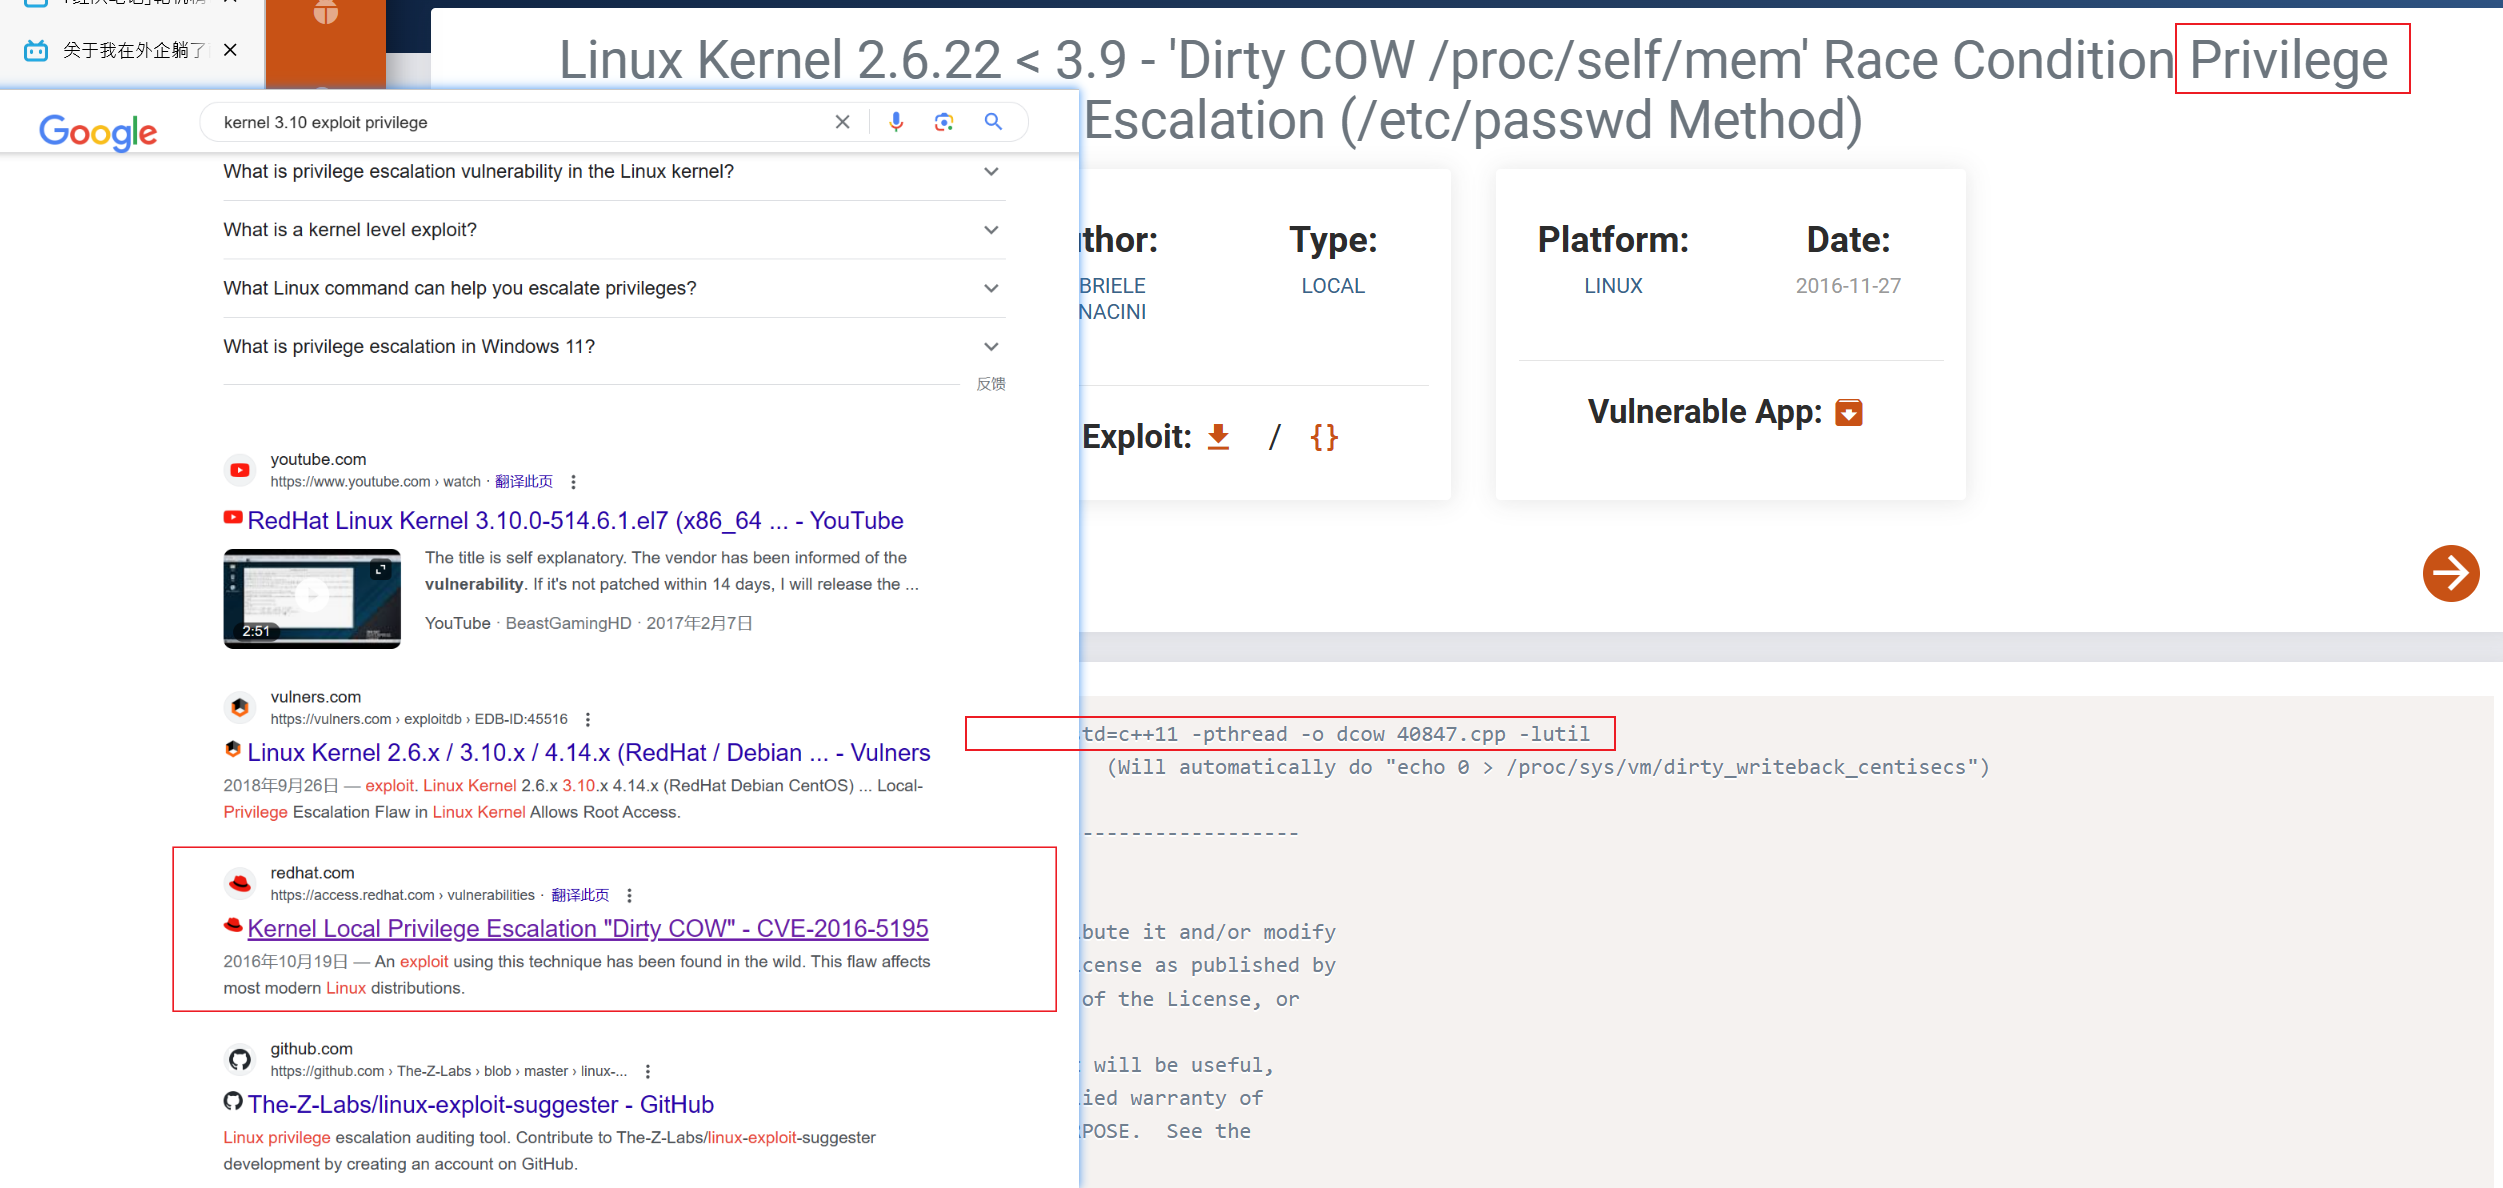 关于我在外企躺了
Linux Kernel 2.6.22 < 3.9 - 'Dirty COW /proc/self/mem' Race Condition Privilege
Escalation (/etc/passwd Method)
Google
kernel 3.10 exploit privilege
What is privilege escalation vulnerability in the Linux kernel?
What is a kernel level exploit?
What Linux command can help you escalate privileges?
What is privilege escalation in Windows 11?
反馈
youtube.com
https://www.youtube.com › watch · 翻译此页
RedHat Linux Kernel 3.10.0-514.6.1.el7 (x86_64 ... - YouTube
The title is self explanatory. The vendor has been informed of the
vulnerability. If it's not patched within 14 days, I will release the ...
2:51
YouTube · BeastGamingHD · 2017年2月7日
vulners.com
https://vulners.com › exploitdb › EDB-ID:45516
Linux Kernel 2.6.x / 3.10.x / 4.14.x (RedHat / Debian ... - Vulners
2018年9月26日 — exploit. Linux Kernel 2.6.x 3.10.x 4.14.x (RedHat Debian CentOS) ... Local-
Privilege Escalation Flaw in Linux Kernel Allows Root Access.
redhat.com
https://access.redhat.com › vulnerabilities · 翻译此页
Kernel Local Privilege Escalation "Dirty COW" - CVE-2016-5195
2016年10月19日 — An exploit using this technique has been found in the wild. This flaw affects
most modern Linux distributions.
github.com
https://github.com › The-Z-Labs › blob › master › linux-...
The-Z-Labs/linux-exploit-suggester - GitHub
Linux privilege escalation auditing tool. Contribute to The-Z-Labs/linux-exploit-suggester
development by creating an account on GitHub.
thor:
BRIELE
NACINI
Type:
LOCAL
Exploit: / {}
Platform:
LINUX
Date:
2016-11-27
Vulnerable App:
td=c++11 -pthread -o dcow 40847.cpp -lutil
(Will automatically do "echo 0 > /proc/sys/vm/dirty_writeback_centisecs")
------------------
bute it and/or modify
cense as published by
of the License, or
will be useful,
ied warranty of
POSE. See the